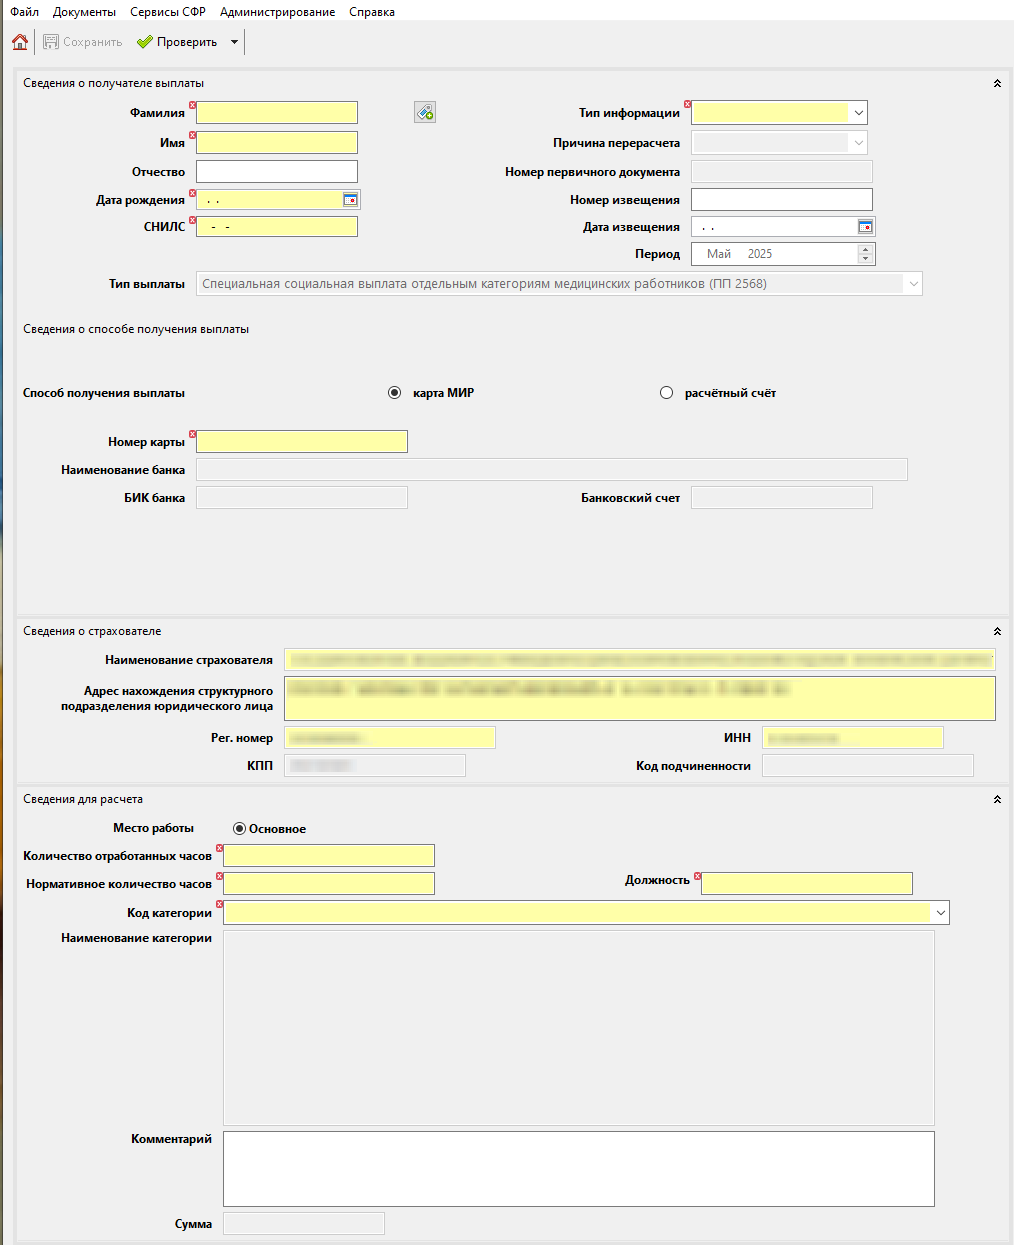 Файл Документы Сервисы СФР Администрирование Справка
Сохранить Проверить
Сведения о получателе выплаты
Фамилия Тип информации
Имя Причина перерасчета
Отчество Номер первичного документа
Дата рождения . . Номер извещения
СНИЛС - - Дата извещения . .
Период Май 2025
Тип выплаты Специальная социальная выплата отдельным категориям медицинских работников (ПП 2568)
Сведения о способе получения выплаты
Способ получения выплаты карта МИР расчётный счёт
Номер карты
Наименование банка
БИК банка Банковский счет
Сведения о страхователе
Наименование страхователя
Адрес нахождения структурного
подразделения юридического лица
Рег. номер ИНН
КПП Код подчиненности
Сведения для расчета
Место работы Основное
Количество отработанных часов
Нормативное количество часов Должность
Код категории
Наименование категории
Комментарий
Сумма